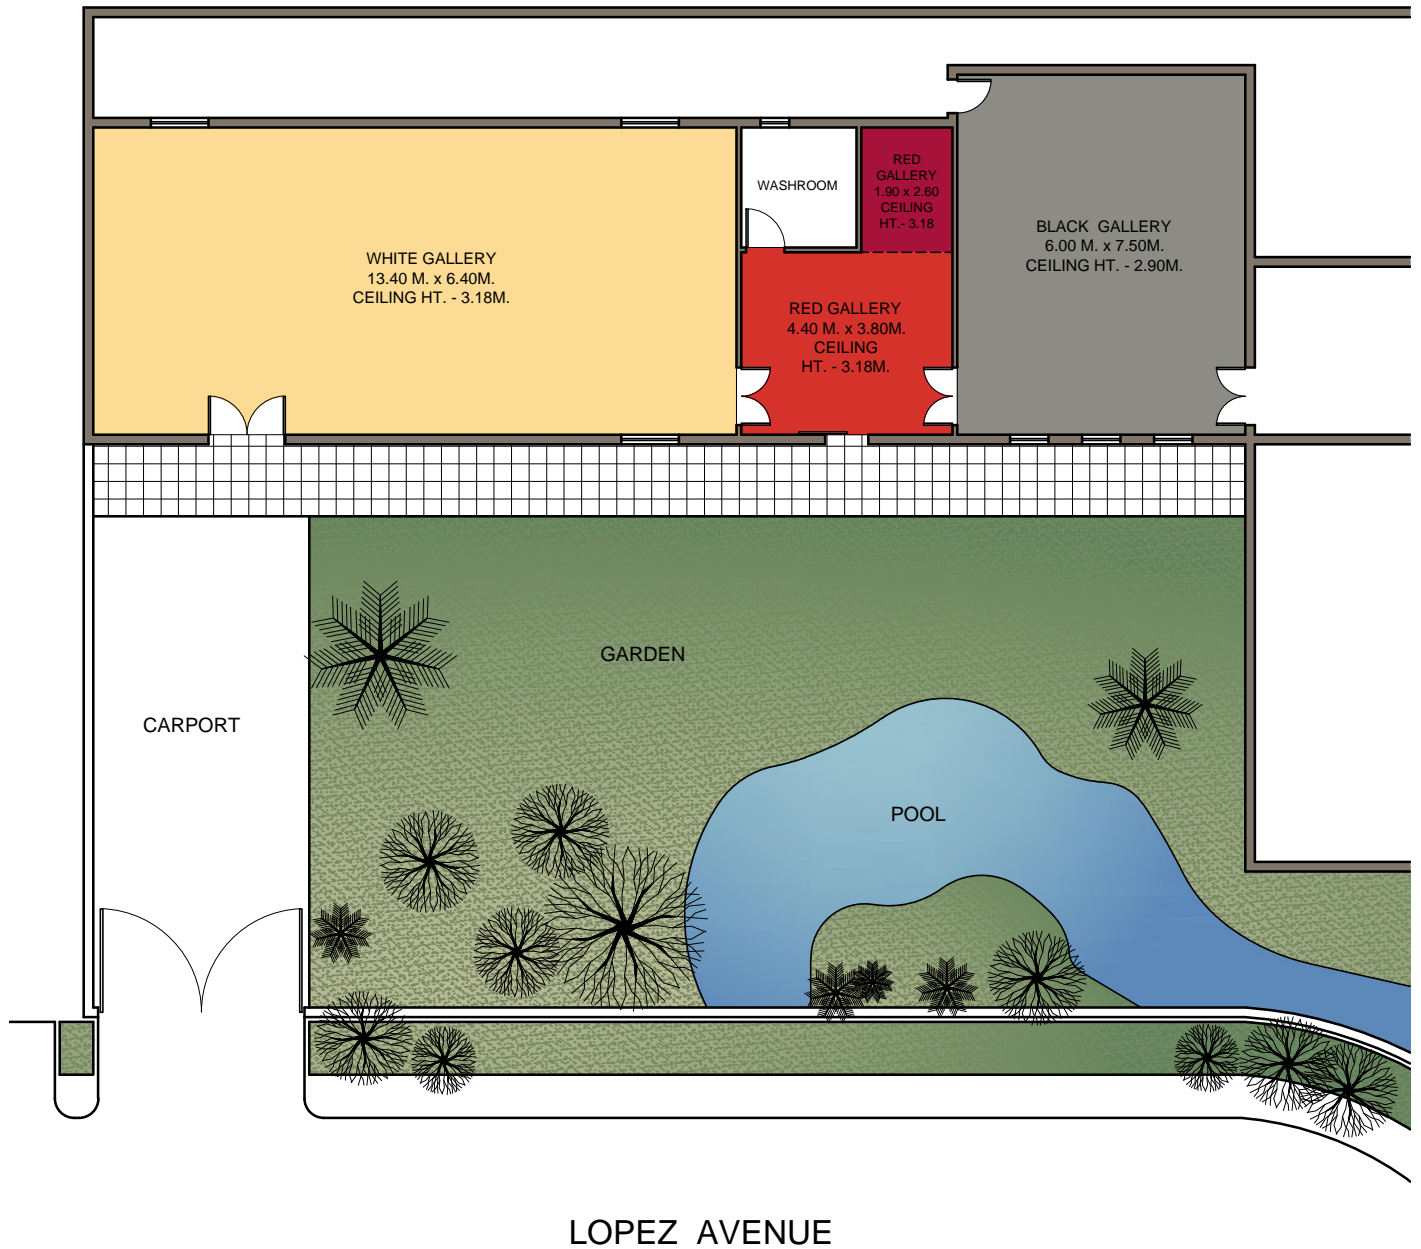 WHITE GALLERY
13.40 M. x 6.40M.
CEILING HT. - 3.18M.
WASHROOM
RED
GALLERY
1.90 x 2.60
CEILING
HT.- 3.18
RED GALLERY
4.40 M. x 3.80M.
CEILING
HT. - 3.18M.
BLACK GALLERY
6.00 M. x 7.50M.
CEILING HT. - 2.90M.
GARDEN
CARPORT
POOL
LOPEZ AVENUE